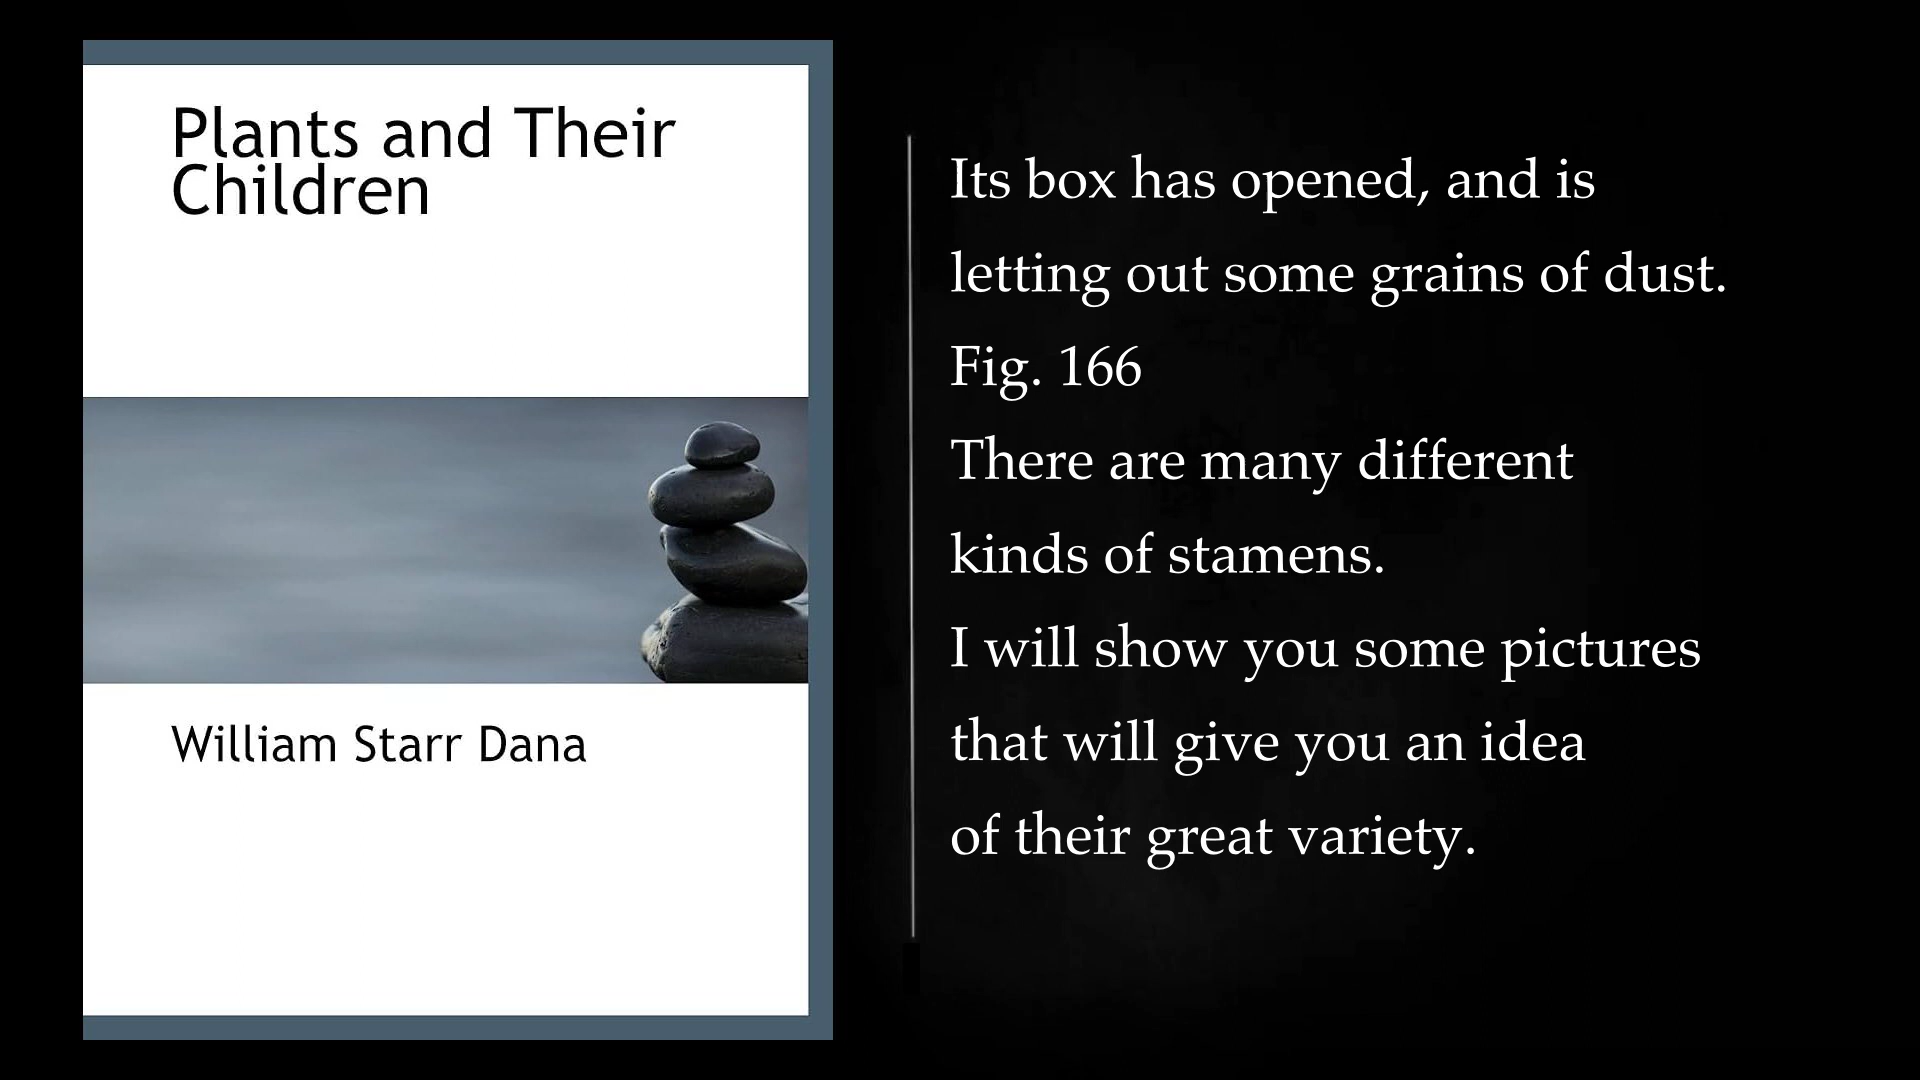 Plants and Their
Children
William Starr Dana
Its box has opened, and is
letting out some grains of dust.
Fig. 166
There are many different
kinds of stamens.
I will show you some pictures
that will give you an idea
of their great variety.